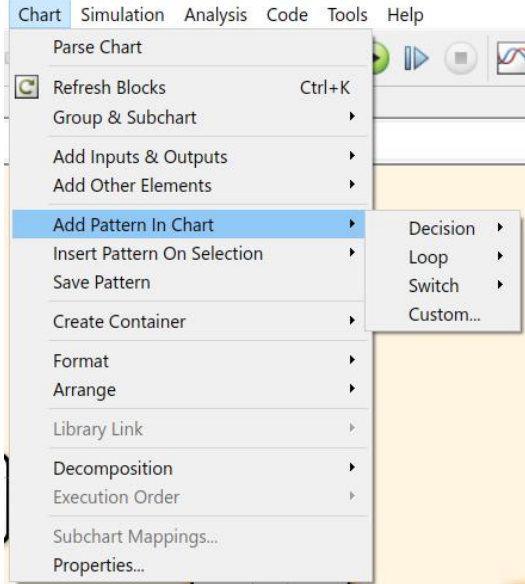 Chart Simulation Analysis Code Tools Help
Parse Chart
Refresh Blocks Ctrl+K
Group & Subchart
Add Inputs & Outputs
Add Other Elements
Add Pattern In Chart
Insert Pattern On Selection
Save Pattern
Create Container
Format
Arrange
Library Link
Decomposition
Execution Order
Subchart Mappings...
Properties...
Decision
Loop
Switch
Custom...